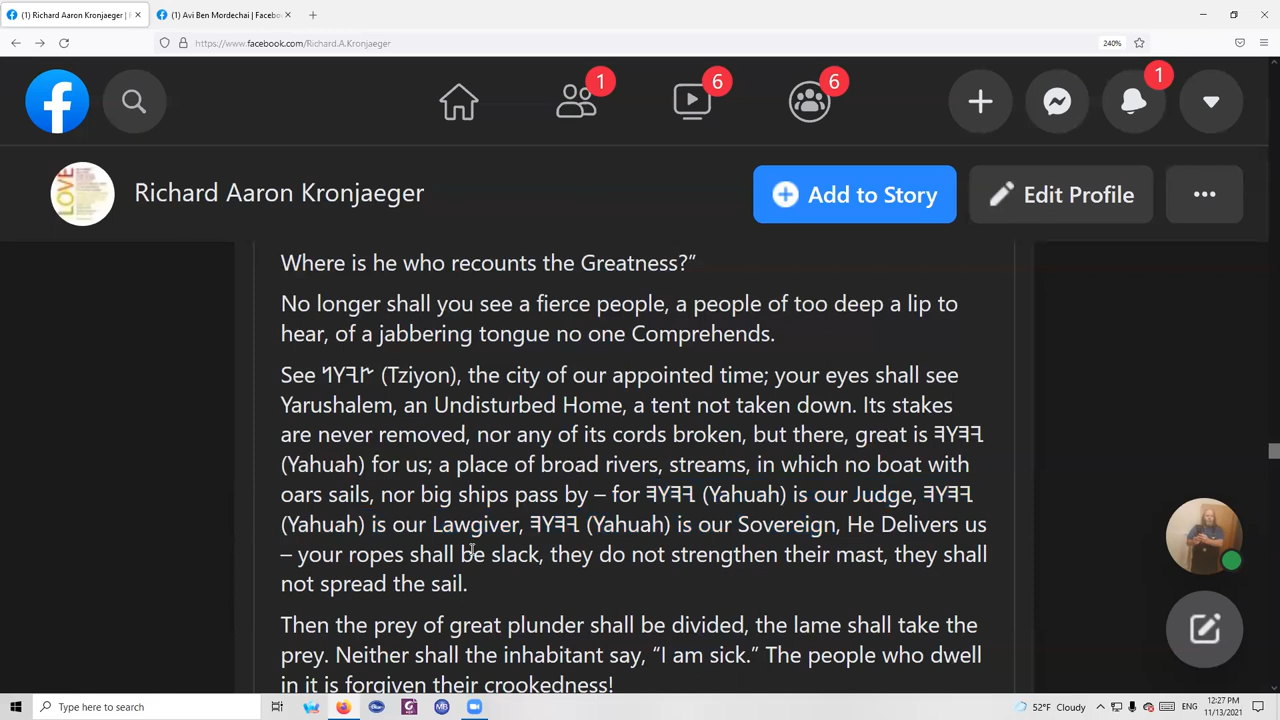 (1) Richard Aaron Kronjaeger | F
(1) Avi Ben Mordechai | Facebo
https://www.facebook.com/Richard.A.Kronjaeger
240%
1
6
6
1
LOVE
Richard Aaron Kronjaeger
Add to Story
Edit Profile
Where is he who recounts the Greatness?”
No longer shall you see a fierce people, a people of too deep a lip to
hear, of a jabbering tongue no one Comprehends.
See 𐤑𐤉𐤅𐤍 (Tziyon), the city of our appointed time; your eyes shall see
Yarushalem, an Undisturbed Home, a tent not taken down. Its stakes
are never removed, nor any of its cords broken, but there, great is 𐤉𐤄𐤅𐤄
(Yahuah) for us; a place of broad rivers, streams, in which no boat with
oars sails, nor big ships pass by – for 𐤉𐤄𐤅𐤄 (Yahuah) is our Judge, 𐤉𐤄𐤅𐤄
(Yahuah) is our Lawgiver, 𐤉𐤄𐤅𐤄 (Yahuah) is our Sovereign, He Delivers us
– your ropes shall be slack, they do not strengthen their mast, they shall
not spread the sail.
Then the prey of great plunder shall be divided, the lame shall take the
prey. Neither shall the inhabitant say, “I am sick.” The people who dwell
in it is forgiven their crookedness!
Type here to search
52°F Cloudy
12:27 PM
11/13/2021